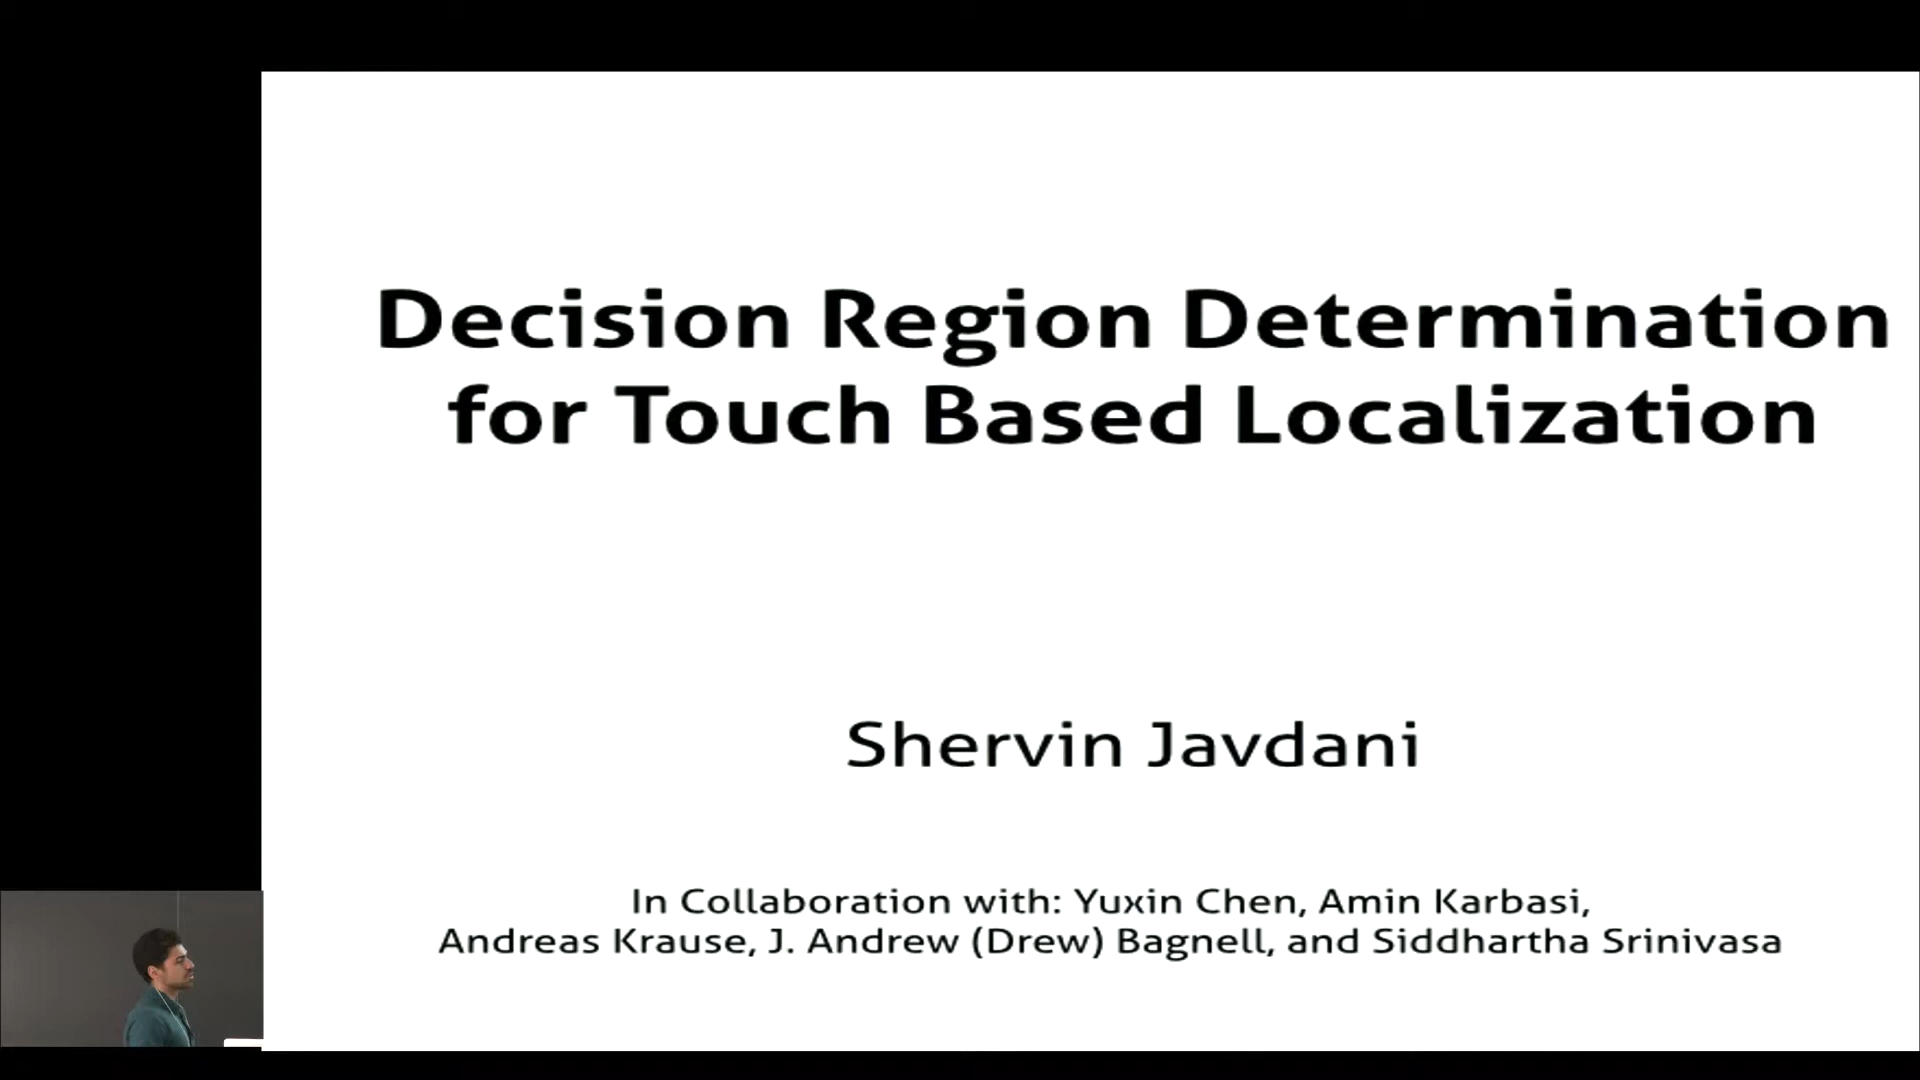 Decision Region Determination
for Touch Based Localization
Shervin Javdani
In Collaboration with: Yuxin Chen, Amin Karbasi,
Andreas Krause, J. Andrew (Drew) Bagnell, and Siddhartha Srinivasa